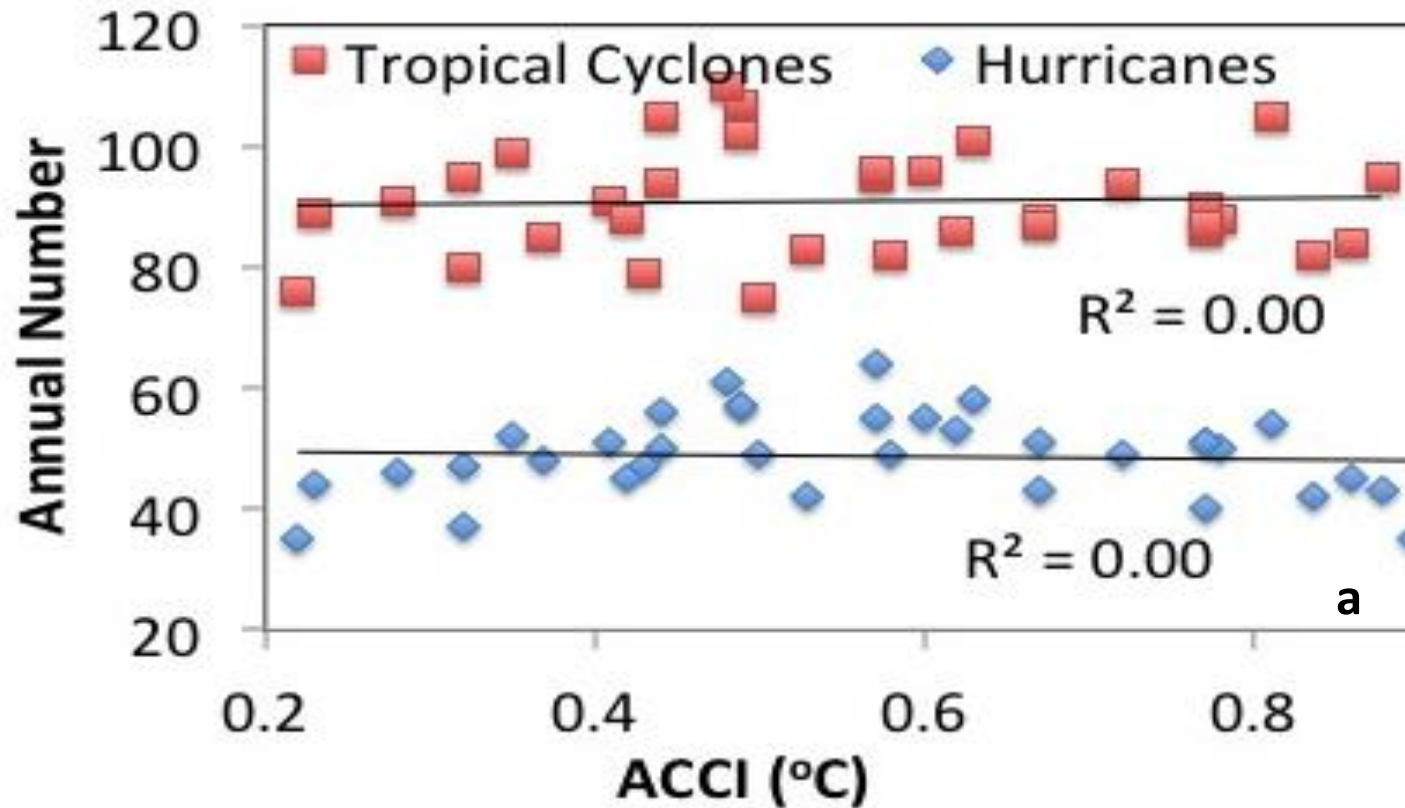 120
Tropical Cyclones
Hurricanes
100
80
60
40
20
Annual Number
R² = 0.00
R² = 0.00
a
0.2
0.4
0.6
0.8
ACCI (ºC)